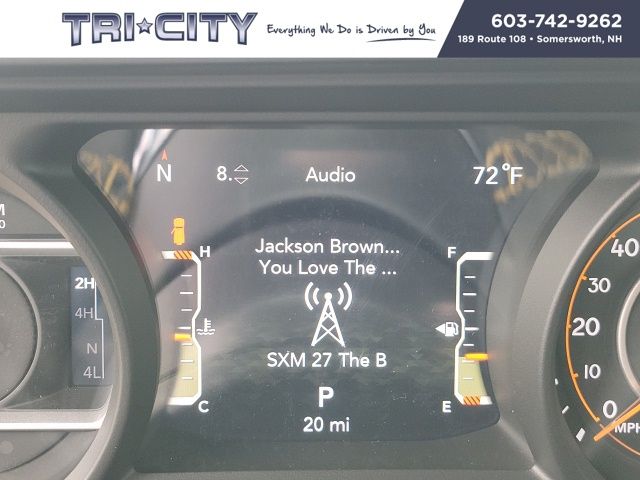 TRI★CITY
Everything We Do is Driven by You
603-742-9262
189 Route 108 • Somersworth, NH
N 8. Audio 72°F
H F
Jackson Brown...
You Love The ...
SXM 27 The B
C E
P
20 mi
2H
4H
N
4L
40
30
20
10
0
MPH